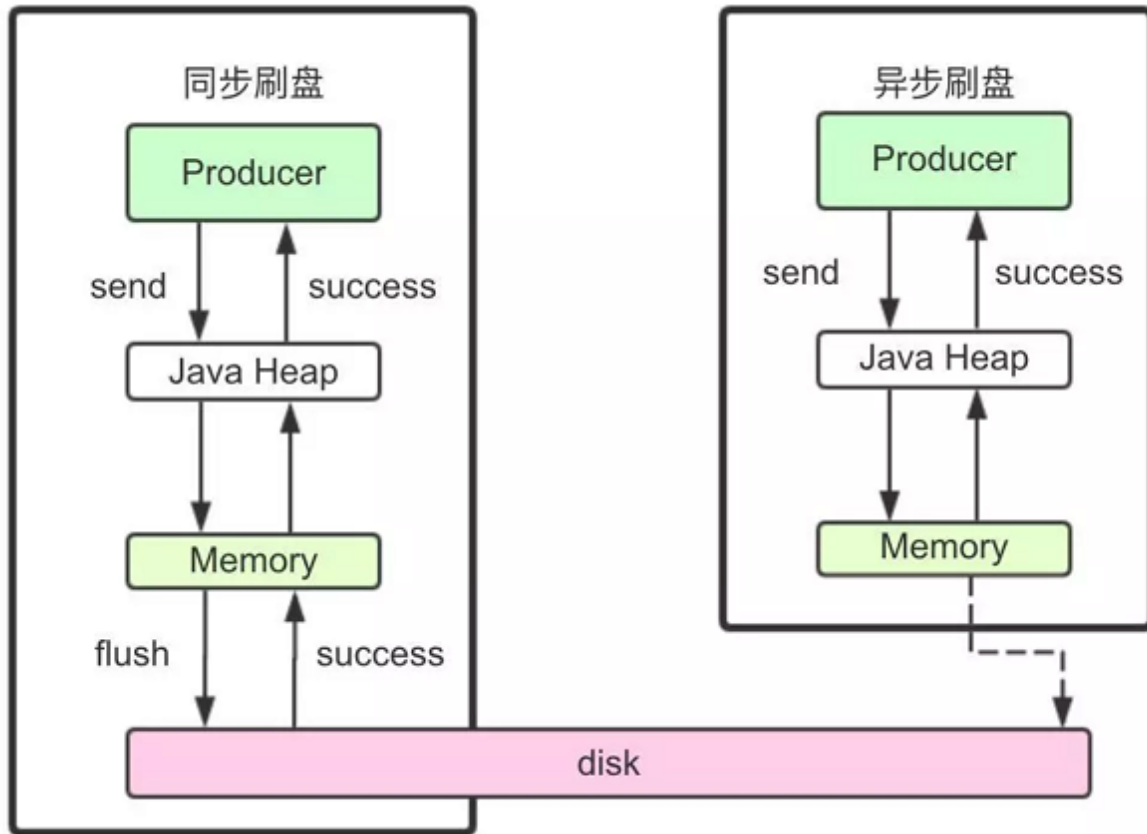 同步刷盘
Producer
send
success
Java Heap
Memory
flush
success
异步刷盘
Producer
send
success
Java Heap
Memory
disk